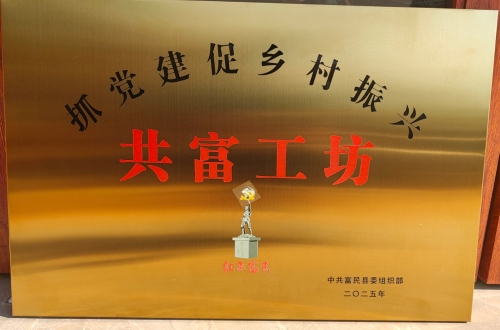 抓党建促乡村振兴
共富工坊
中共富民县委组织部
二〇二五年